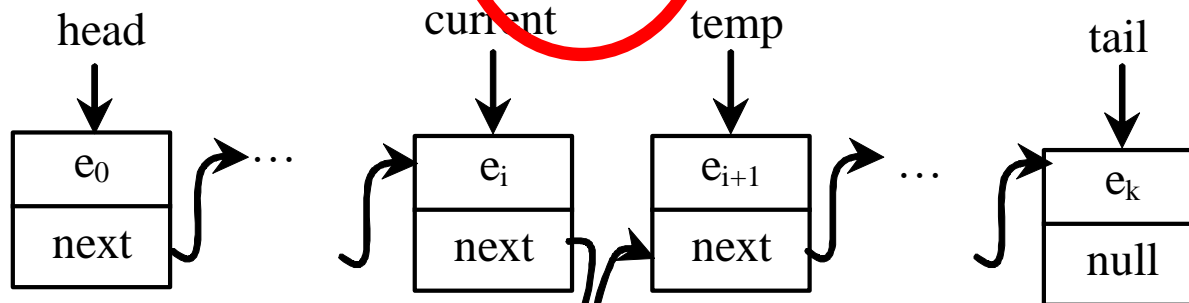 head current temp tail
e₀ … eᵢ eᵢ₊₁ … eₖ
next next next null